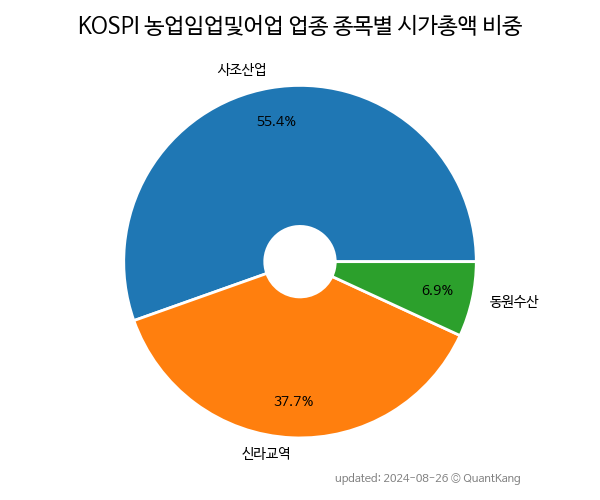 KOSPI 농업임업및어업 업종 종목별 시가총액 비중
사조산업
55.4%
6.9%
동원수산
37.7%
신라교역
updated: 2024-08-26 © QuantKang